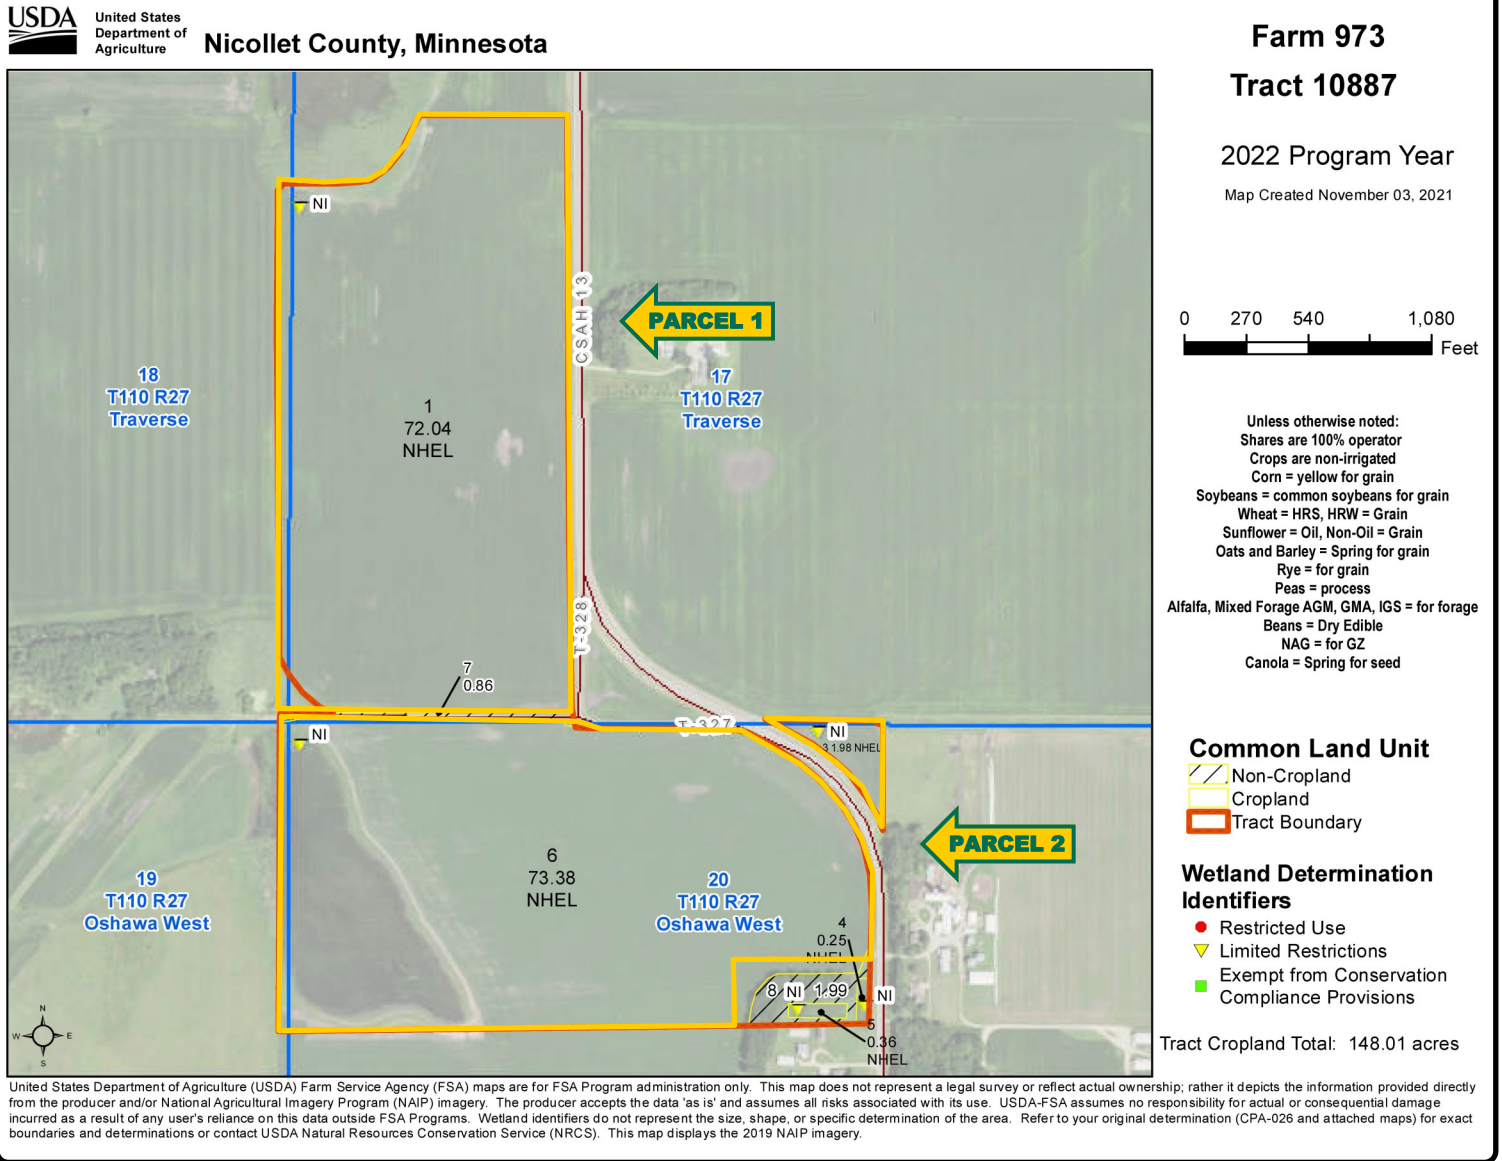 USDA
United States
Department of
Agriculture
Nicollet County, Minnesota
Farm 973
Tract 10887
2022 Program Year
Map Created November 03, 2021
0 270 540 1,080
Feet
Unless otherwise noted:
Shares are 100% operator
Crops are non-irrigated
Corn = yellow for grain
Soybeans = common soybeans for grain
Wheat = HRS, HRW = Grain
Sunflower = Oil, Non-Oil = Grain
Oats and Barley = Spring for grain
Rye = for grain
Peas = process
Alfalfa, Mixed Forage AGM, GMA, IGS = for forage
Beans = Dry Edible
NAG = for GZ
Canola = Spring for seed
Common Land Unit
Non-Cropland
Cropland
Tract Boundary
Wetland Determination
Identifiers
Restricted Use
Limited Restrictions
Exempt from Conservation
Compliance Provisions
Tract Cropland Total: 148.01 acres
NI
CSAH 13
PARCEL 1
18
T110 R27
Traverse
17
T110 R27
Traverse
1
72.04
NHEL
T-328
7
0.86
T-327
NI
NI
3 1.98 NHEL
PARCEL 2
6
73.38
NHEL
19
T110 R27
Oshawa West
20
T110 R27
Oshawa West
4
0.25
NHEL
8 NI 1.99
NI
5
0.36
NHEL
N
W E
S
United States Department of Agriculture (USDA) Farm Service Agency (FSA) maps are for FSA Program administration only. This map does not represent a legal survey or reflect actual ownership; rather it depicts the information provided directly
from the producer and/or National Agricultural Imagery Program (NAIP) imagery. The producer accepts the data 'as is' and assumes all risks associated with its use. USDA-FSA assumes no responsibility for actual or consequential damage
incurred as a result of any user's reliance on this data outside FSA Programs. Wetland identifiers do not represent the size, shape, or specific determination of the area. Refer to your original determination (CPA-026 and attached maps) for exact
boundaries and determinations or contact USDA Natural Resources Conservation Service (NRCS). This map displays the 2019 NAIP imagery.